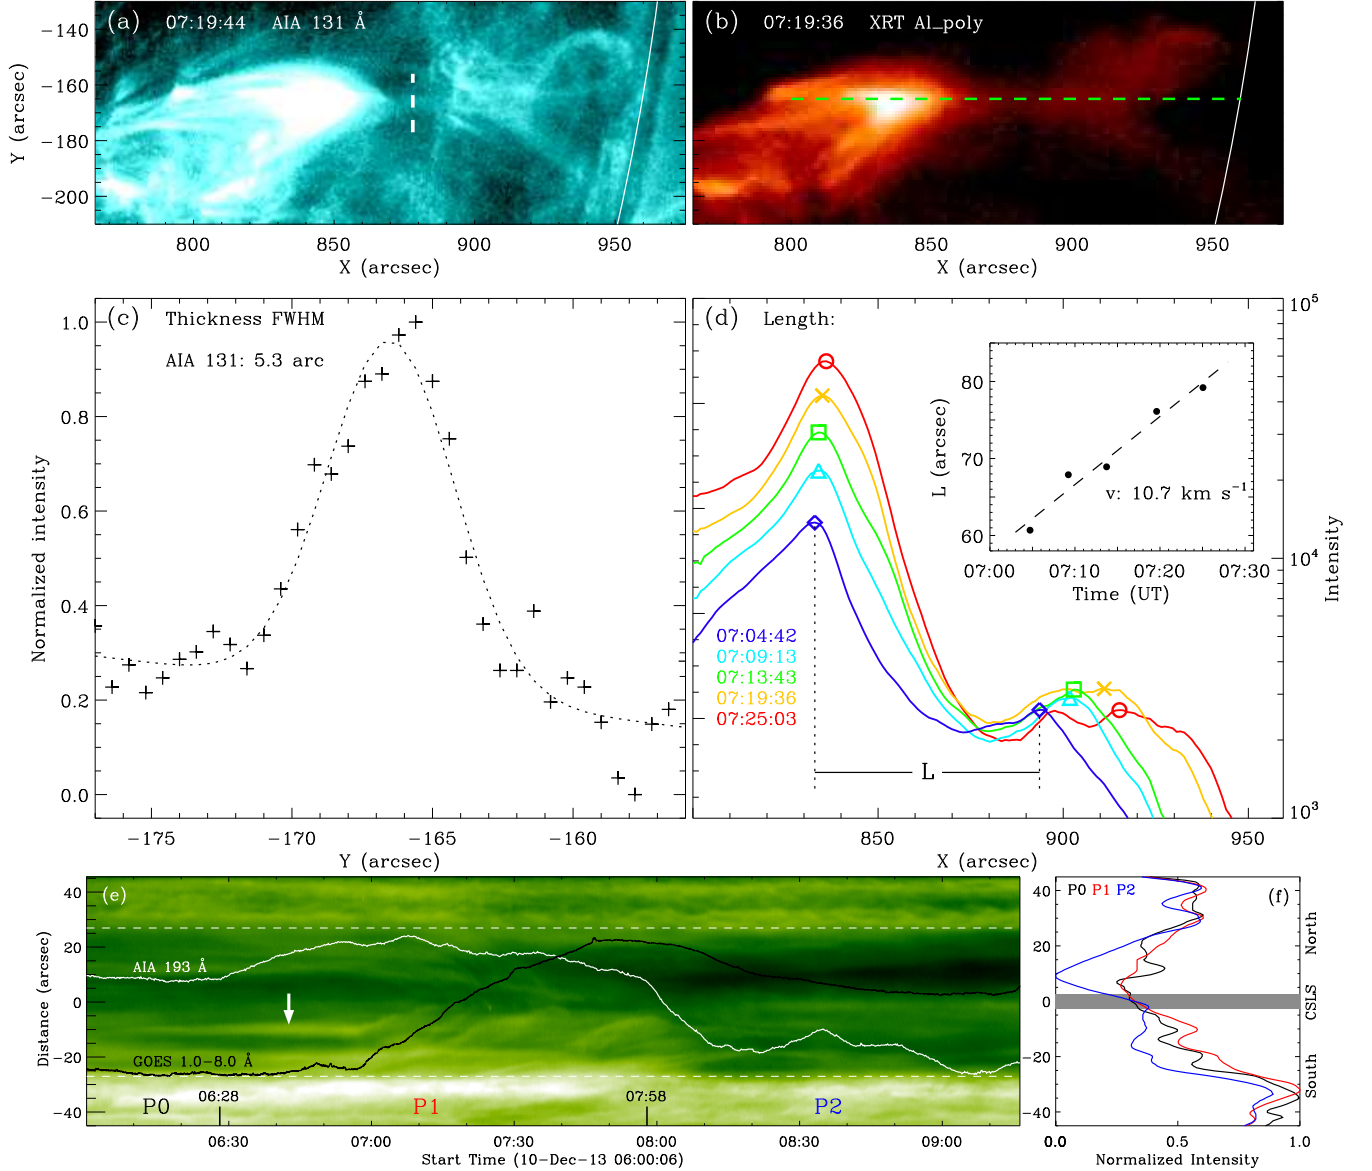 (a) 07:19:44 AIA 131 Å
(b) 07:19:36 XRT Al_poly
−140
−160
−180
−200
Y (arcsec)
800 850 900 950
X (arcsec)
800 850 900 950
X (arcsec)
(c) Thickness FWHM
AIA 131: 5.3 arc
1.0
0.8
0.6
0.4
0.2
0.0
Normalized intensity
−175 −170 −165 −160
Y (arcsec)
(d) Length:
10^5
10^4
10^3
Intensity
80
70
60
L (arcsec)
v: 10.7 km s^−1
07:00 07:10 07:20 07:30
Time (UT)
07:04:42
07:09:13
07:13:43
07:19:36
07:25:03
L
850 900 950
X (arcsec)
(e)
40
20
0
−20
−40
Distance (arcsec)
AIA 193 Å
GOES 1.0−8.0 Å
P0 06:28 P1 07:58 P2
06:30 07:00 07:30 08:00 08:30 09:00
Start Time (10−Dec−13 06:00:06)
P0 P1 P2 (f)
40
20
0
−20
−40
North
CSLS
South
0.0 0.5 1.0
Normalized Intensity